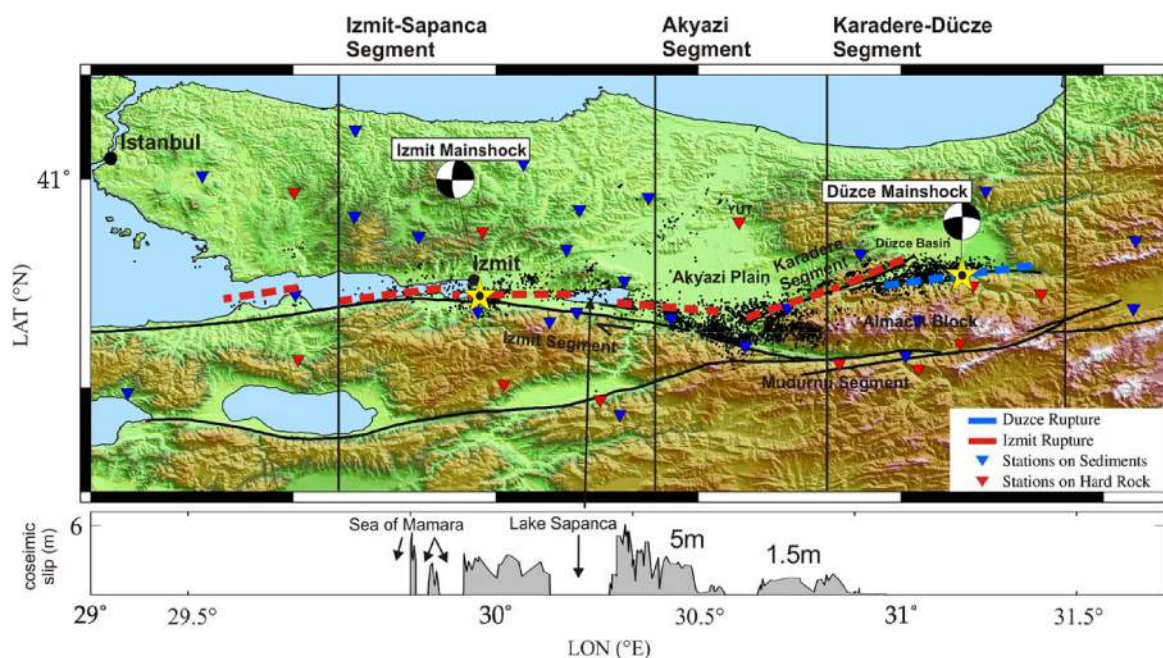 Izmit-Sapanca
Segment
Akyazi
Segment
Karadere-Dücze
Segment
Istanbul
Izmit Mainshock
41°
Düzce Mainshock
YUT
Düzce Basin
Izmit
Karadere
Segment
Akyazi Plain
LAT (°N)
Almacik Block
Izmit Segment
Mudurnu Segment
Duzce Rupture
Izmit Rupture
Stations on Sediments
Stations on Hard Rock
6
Sea of Mamara
Lake Sapanca
5m
1.5m
coseimic
slip (m)
29°
29.5°
30°
30.5°
31°
31.5°
LON (°E)